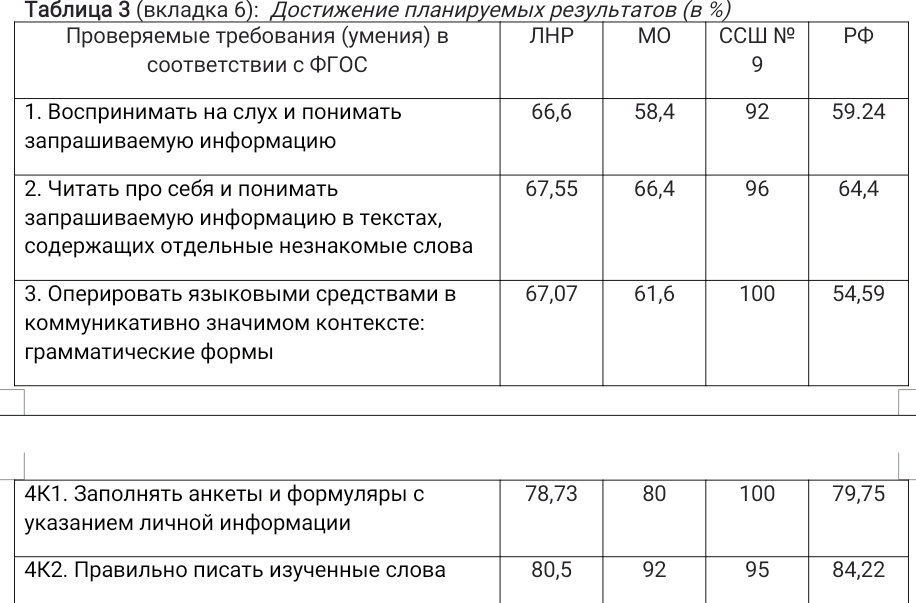 Таблица 3 (вкладка 6): Достижение планируемых результатов (в %)
Проверяемые требования (умения) в соответствии с ФГОС ЛНР МО ССШ № 9 РФ
1. Воспринимать на слух и понимать 66,6 58,4 92 59.24
запрашиваемую информацию
2. Читать про себя и понимать 67,55 66,4 96 64,4
запрашиваемую информацию в текстах,
содержащих отдельные незнакомые слова
3. Оперировать языковыми средствами в 67,07 61,6 100 54,59
коммуникативно значимом контексте:
грамматические формы
4К1. Заполнять анкеты и формуляры с 78,73 80 100 79,75
указанием личной информации
4К2. Правильно писать изученные слова 80,5 92 95 84,22